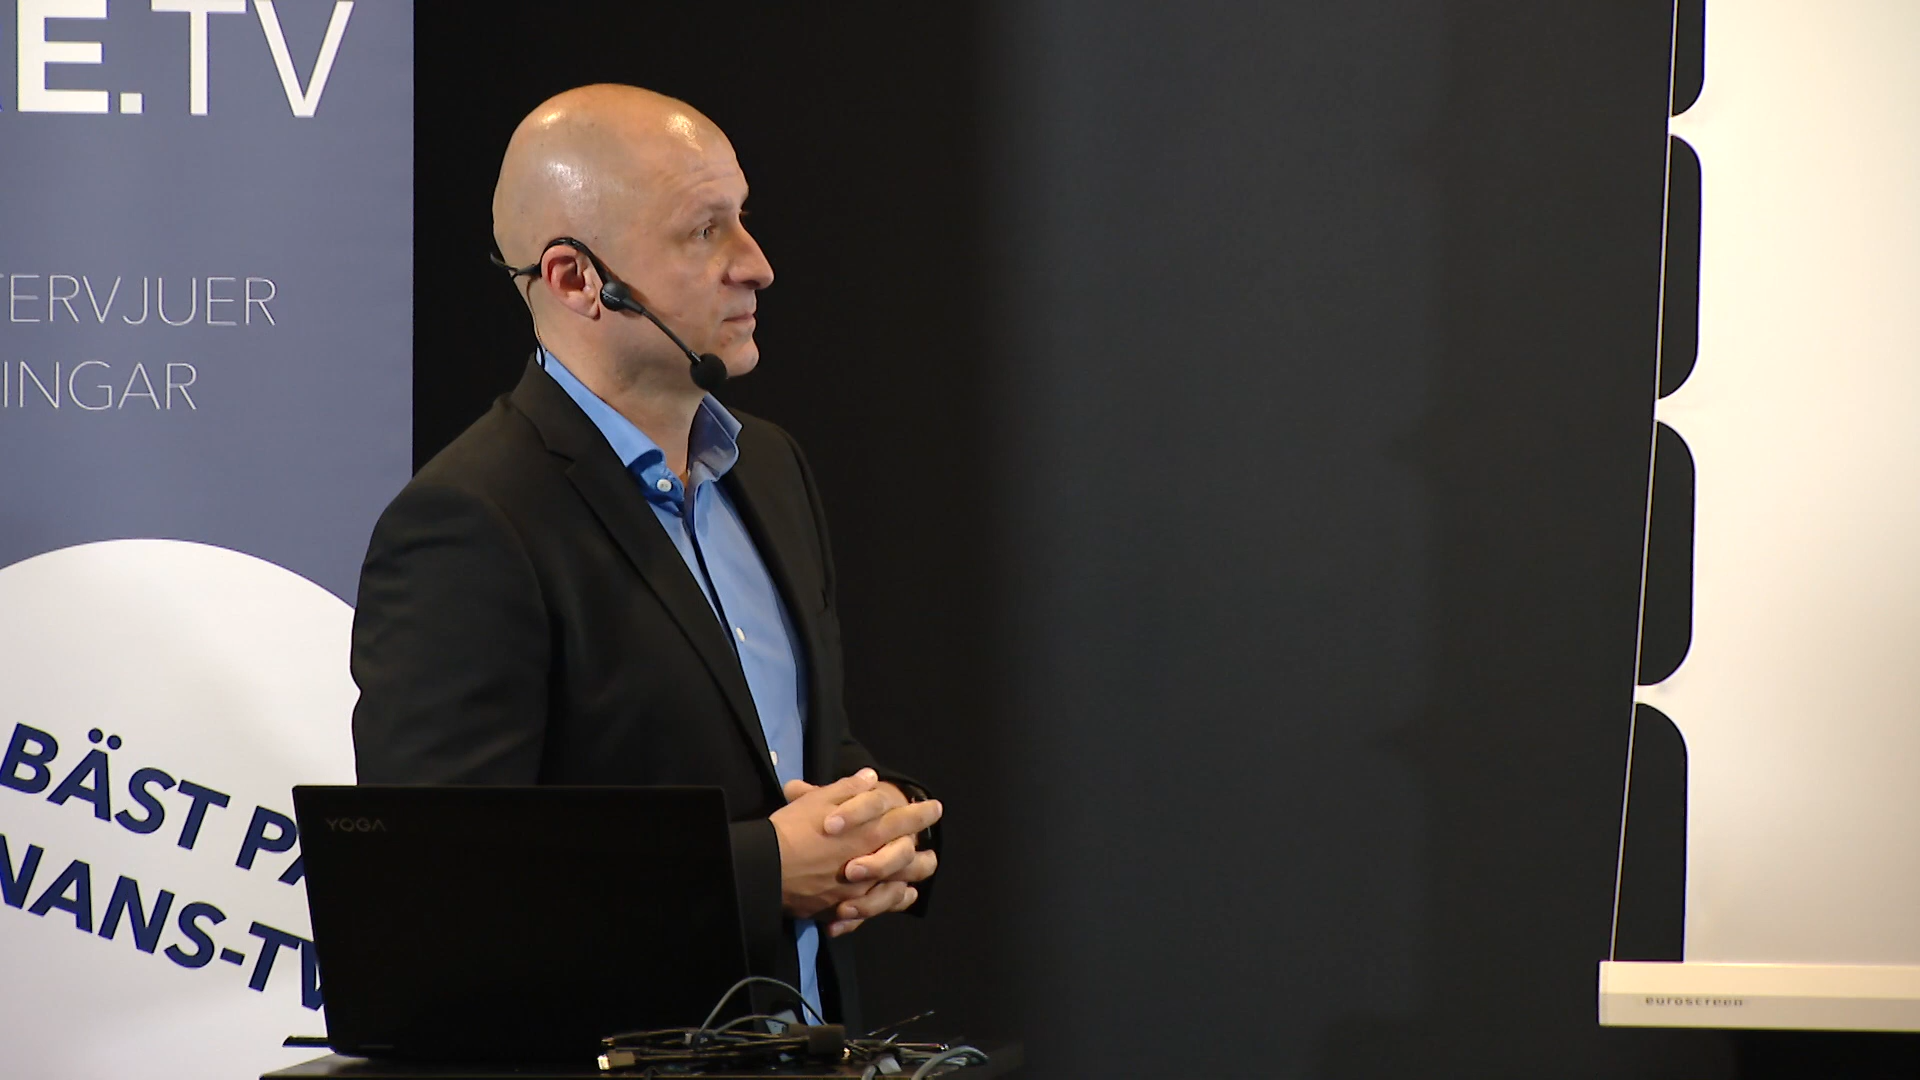 E.TV
TERVJUER
INGAR
BÄST PÅ
NANS-TV
YOGA
euroscreen